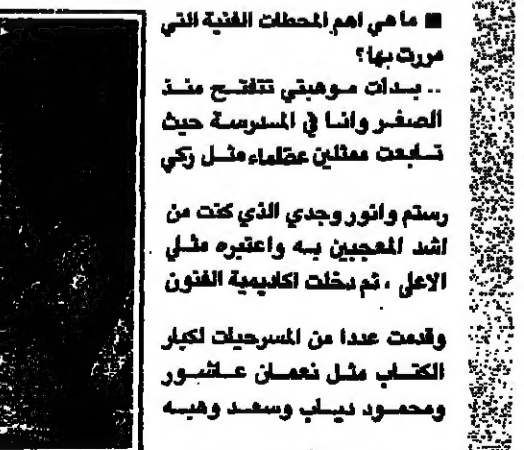 ■ ما هي اهم المحطات الفنية التي
مررت بها؟
.. بدأت موهبتي تتفتح منذ
الصغر وانا في المدرسة حيث
تابعت ممثلين عظماء مثل زكي
رستم وانور وجدي الذي كنت من
اشد المعجبين به واعتبره مثلي
الاعلى ، ثم دخلت اكاديمية الفنون
وقدمت عددا من المسرحيات لكبار
الكتاب مثل نعمان عاشور
ومحمود دياب وسعد وهبه